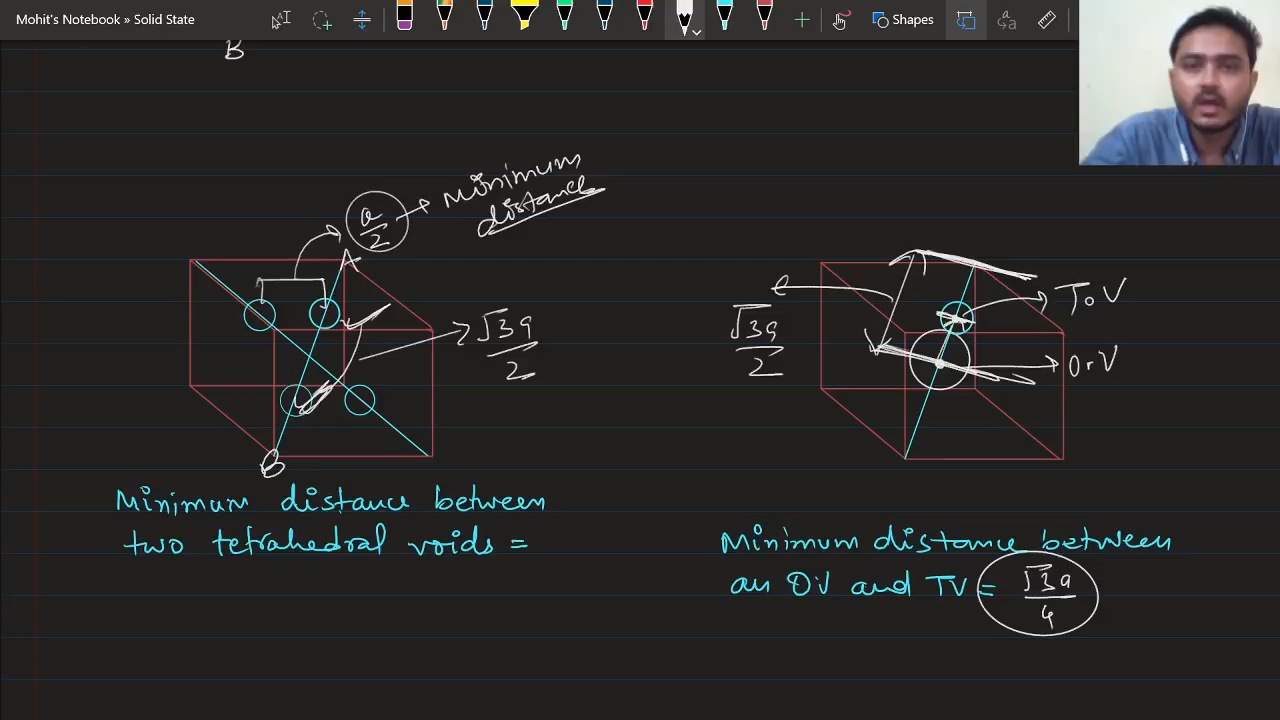 Mohit's Notebook » Solid State
Shapes
B
a/2 → Minimum
distance
A
√3a/2
B
Minimum distance between
two tetrahedral voids =
√3a/2
T.V
O.V
Minimum distance between
an OV and TV = √3a/4